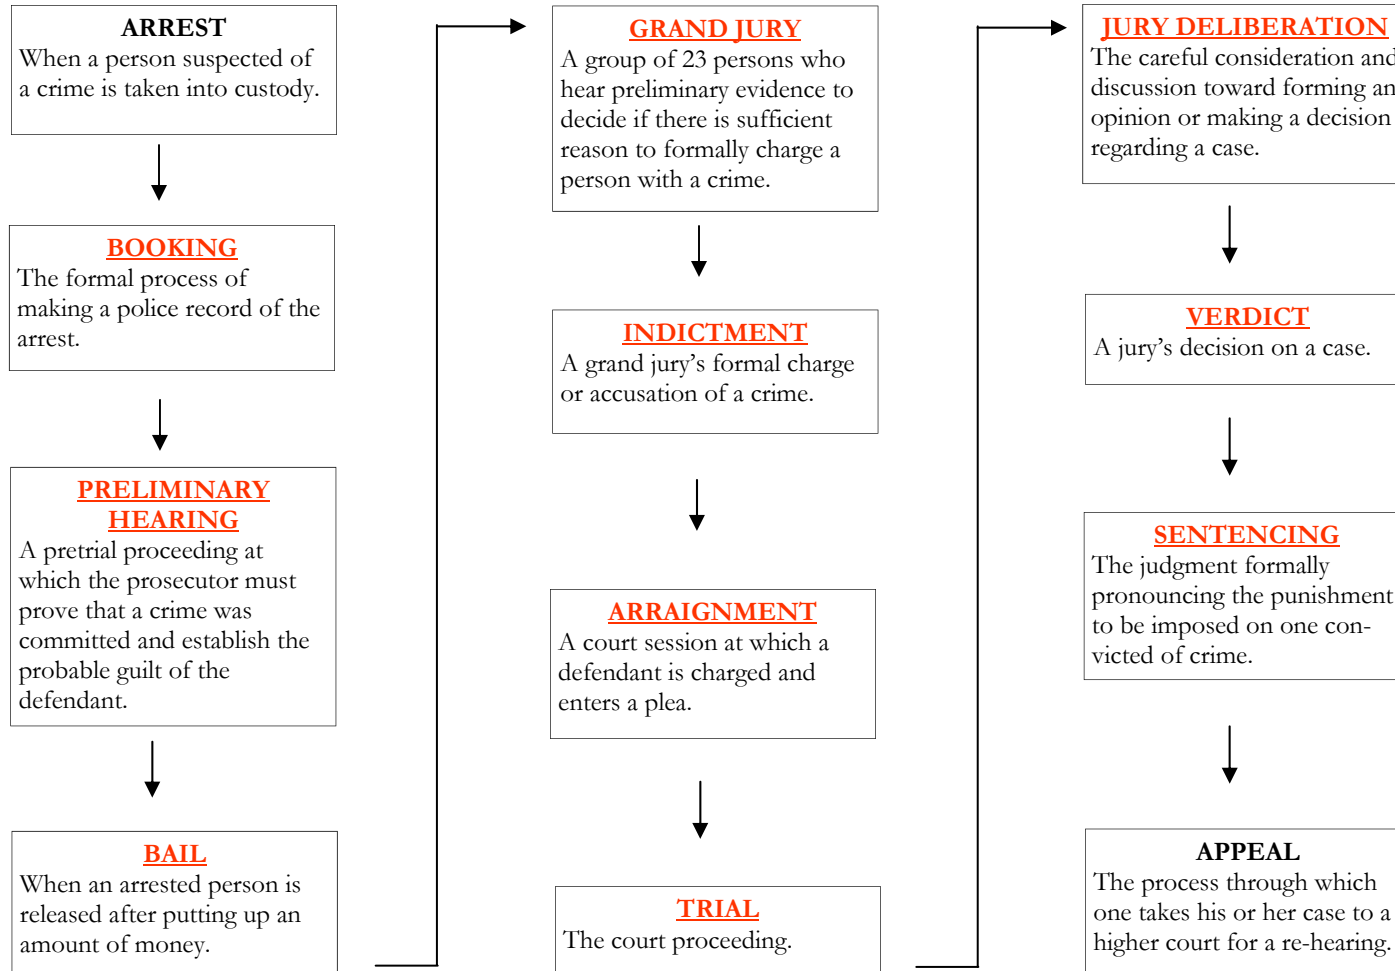 ARREST
When a person suspected of
a crime is taken into custody.
BOOKING
The formal process of
making a police record of the
arrest.
PRELIMINARY
HEARING
A pretrial proceeding at
which the prosecutor must
prove that a crime was
committed and establish the
probable guilt of the
defendant.
BAIL
When an arrested person is
released after putting up an
amount of money.
GRAND JURY
A group of 23 persons who
hear preliminary evidence to
decide if there is sufficient
reason to formally charge a
person with a crime.
INDICTMENT
A grand jury’s formal charge
or accusation of a crime.
ARRAIGNMENT
A court session at which a
defendant is charged and
enters a plea.
TRIAL
The court proceeding.
JURY DELIBERATION
The careful consideration and
discussion toward forming an
opinion or making a decision
regarding a case.
VERDICT
A jury’s decision on a case.
SENTENCING
The judgment formally
pronouncing the punishment
to be imposed on one con-
victed of crime.
APPEAL
The process through which
one takes his or her case to a
higher court for a re-hearing.